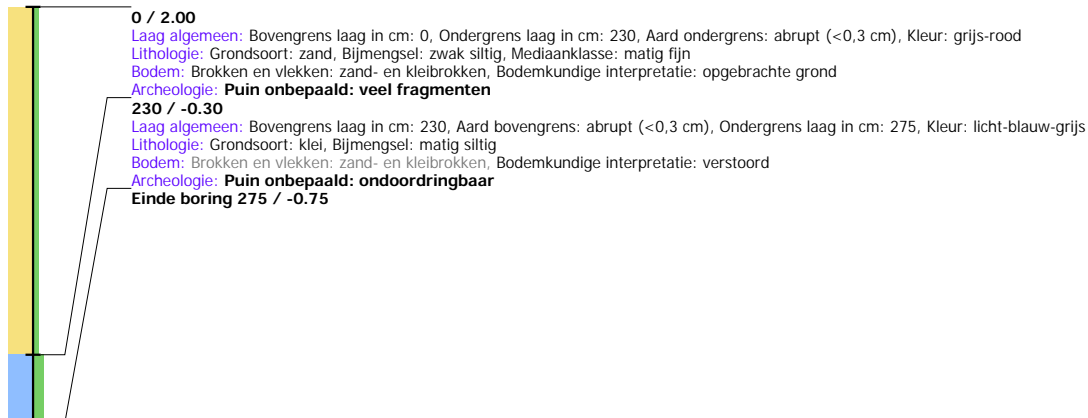 0 / 2.00
Laag algemeen: Bovengrens laag in cm: 0, Ondergrens laag in cm: 230, Aard ondergrens: abrupt (<0,3 cm), Kleur: grijs-rood
Lithologie: Grondsoort: zand, Bijmengsel: zwak siltig, Mediaanklasse: matig fijn
Bodem: Brokken en vlekken: zand- en kleibrokken, Bodemkundige interpretatie: opgebrachte grond
Archeologie: Puin onbepaald: veel fragmenten
230 / -0.30
Laag algemeen: Bovengrens laag in cm: 230, Aard bovengrens: abrupt (<0,3 cm), Ondergrens laag in cm: 275, Kleur: licht-blauw-grijs
Lithologie: Grondsoort: klei, Bijmengsel: matig siltig
Bodem: Brokken en vlekken: zand- en kleibrokken, Bodemkundige interpretatie: verstoord
Archeologie: Puin onbepaald: ondoordringbaar
Einde boring 275 / -0.75